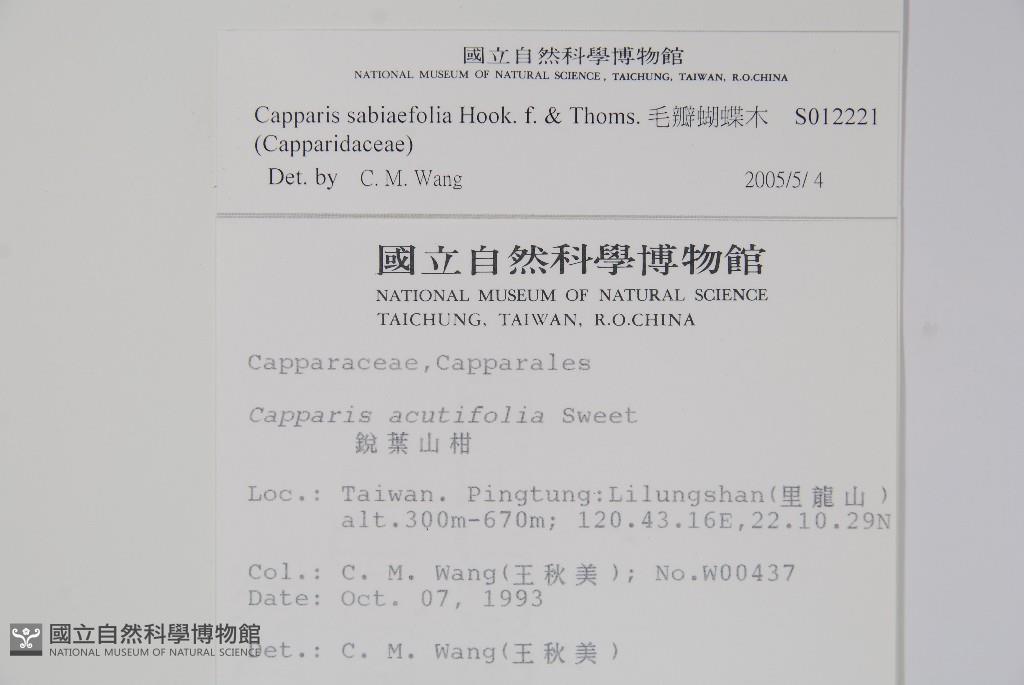 國立自然科學博物館
NATIONAL MUSEUM OF NATURAL SCIENCE, TAICHUNG, TAIWAN, R.O.CHINA
Capparis sabiaefolia Hook. f. & Thoms. 毛瓣蝴蝶木 S012221
(Capparidaceae)
Det. by C. M. Wang 2005/5/ 4
國立自然科學博物館
NATIONAL MUSEUM OF NATURAL SCIENCE
TAICHUNG, TAIWAN, R.O.CHINA
Capparaceae,Capparales
Capparis acutifolia Sweet
銳葉山柑
Loc.: Taiwan. Pingtung:Lilungshan(里龍山)
alt.300m-670m; 120.43.16E,22.10.29N
Col.: C. M. Wang(王秋美); No.W00437
Date: Oct. 07, 1993
Det.: C. M. Wang(王秋美)
國立自然科學博物館
NATIONAL MUSEUM OF NATURAL SCIENCE